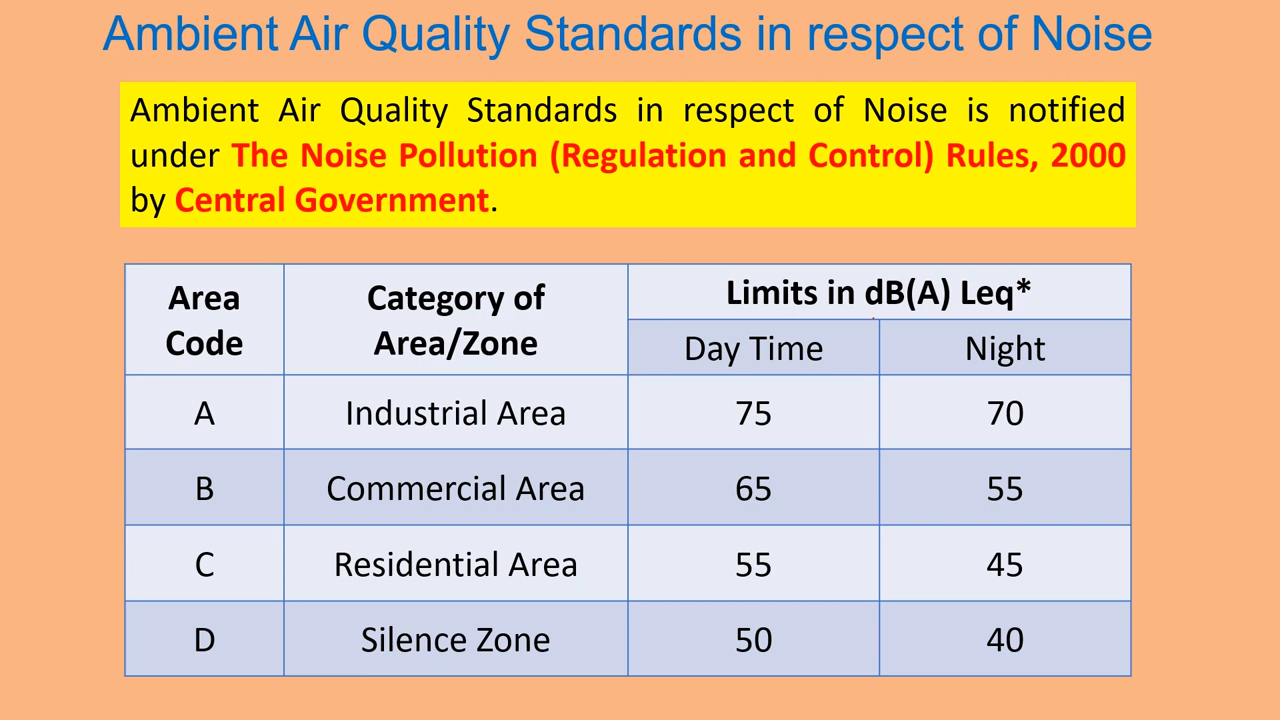 Ambient Air Quality Standards in respect of Noise
Ambient Air Quality Standards in respect of Noise is notified
under The Noise Pollution (Regulation and Control) Rules, 2000
by Central Government.
Area Code Category of Area/Zone Limits in dB(A) Leq*
Day Time Night
A Industrial Area 75 70
B Commercial Area 65 55
C Residential Area 55 45
D Silence Zone 50 40